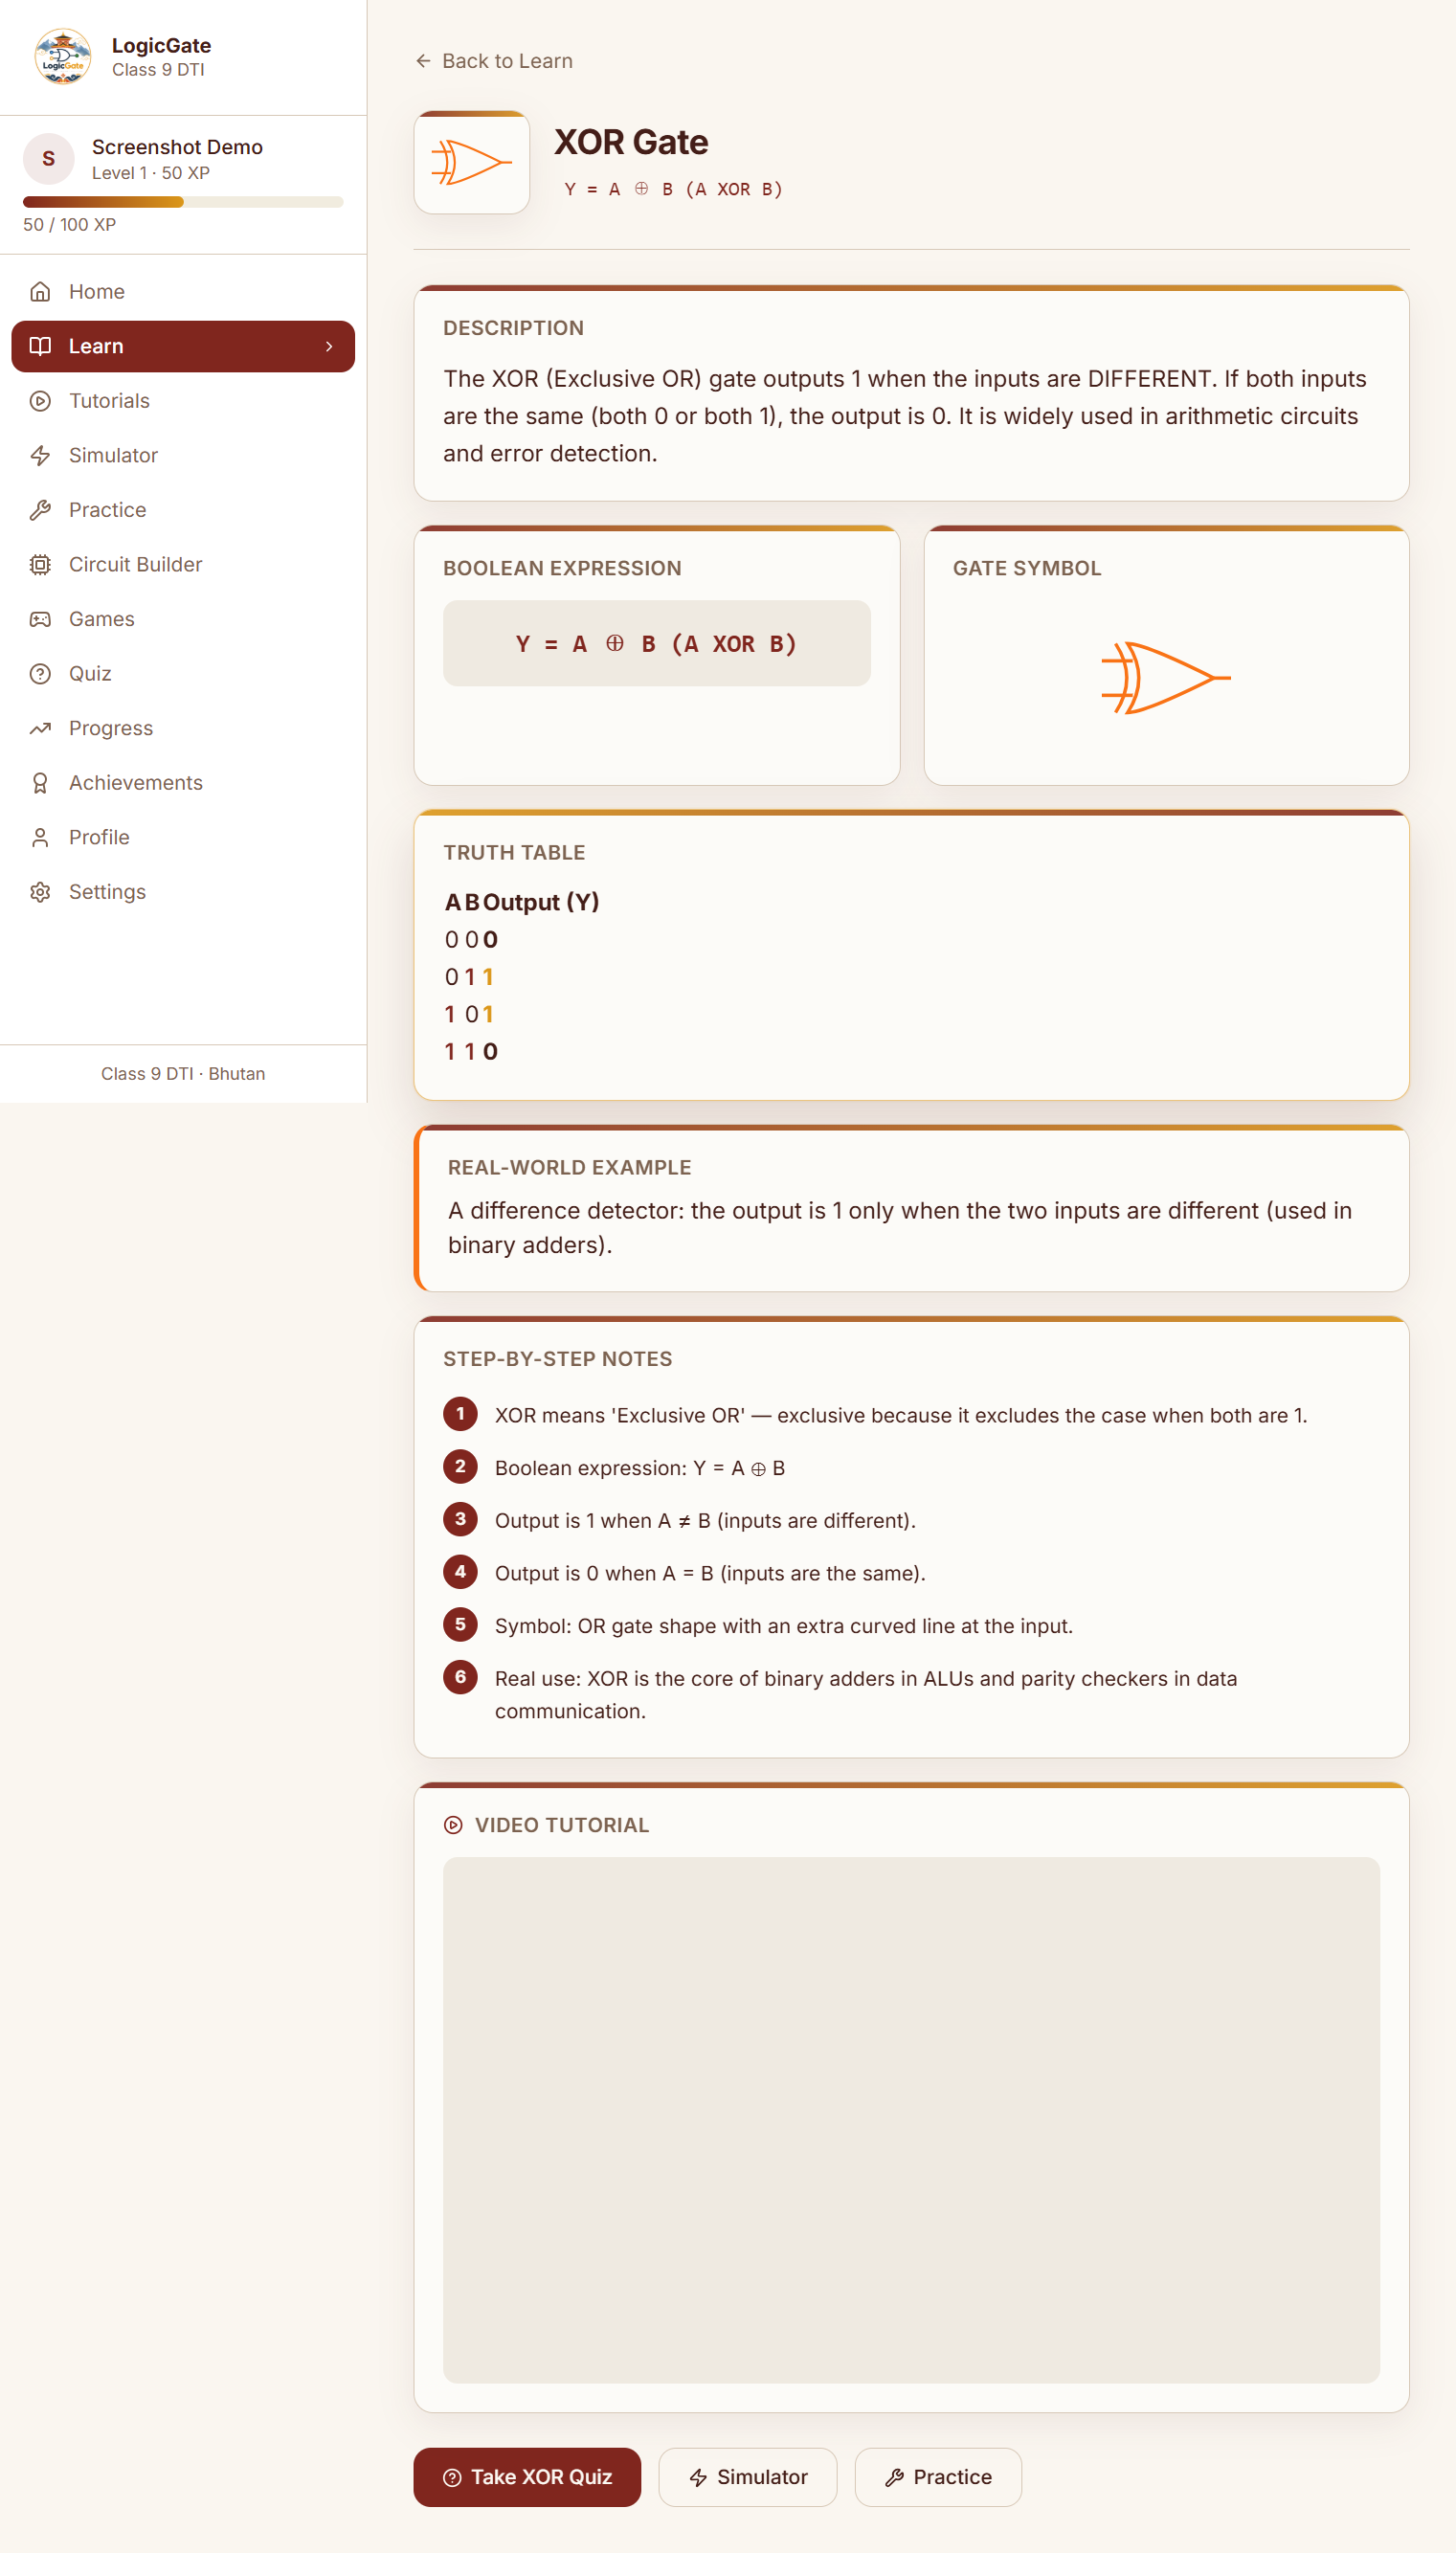 LogicGate
LogicGate
Class 9 DTI
S
Screenshot Demo
Level 1 · 50 XP
50 / 100 XP
Home
Learn
Tutorials
Simulator
Practice
Circuit Builder
Games
Quiz
Progress
Achievements
Profile
Settings
Class 9 DTI · Bhutan
Back to Learn
XOR Gate
Y = A ⊕ B (A XOR B)
DESCRIPTION
The XOR (Exclusive OR) gate outputs 1 when the inputs are DIFFERENT. If both inputs
are the same (both 0 or both 1), the output is 0. It is widely used in arithmetic circuits
and error detection.
BOOLEAN EXPRESSION
Y = A ⊕ B (A XOR B)
GATE SYMBOL
TRUTH TABLE
A B Output (Y)
0 0 0
0 1 1
1 0 1
1 1 0
REAL-WORLD EXAMPLE
A difference detector: the output is 1 only when the two inputs are different (used in
binary adders).
STEP-BY-STEP NOTES
1 XOR means 'Exclusive OR' — exclusive because it excludes the case when both are 1.
2 Boolean expression: Y = A ⊕ B
3 Output is 1 when A ≠ B (inputs are different).
4 Output is 0 when A = B (inputs are the same).
5 Symbol: OR gate shape with an extra curved line at the input.
6 Real use: XOR is the core of binary adders in ALUs and parity checkers in data
communication.
VIDEO TUTORIAL
Take XOR Quiz
Simulator
Practice